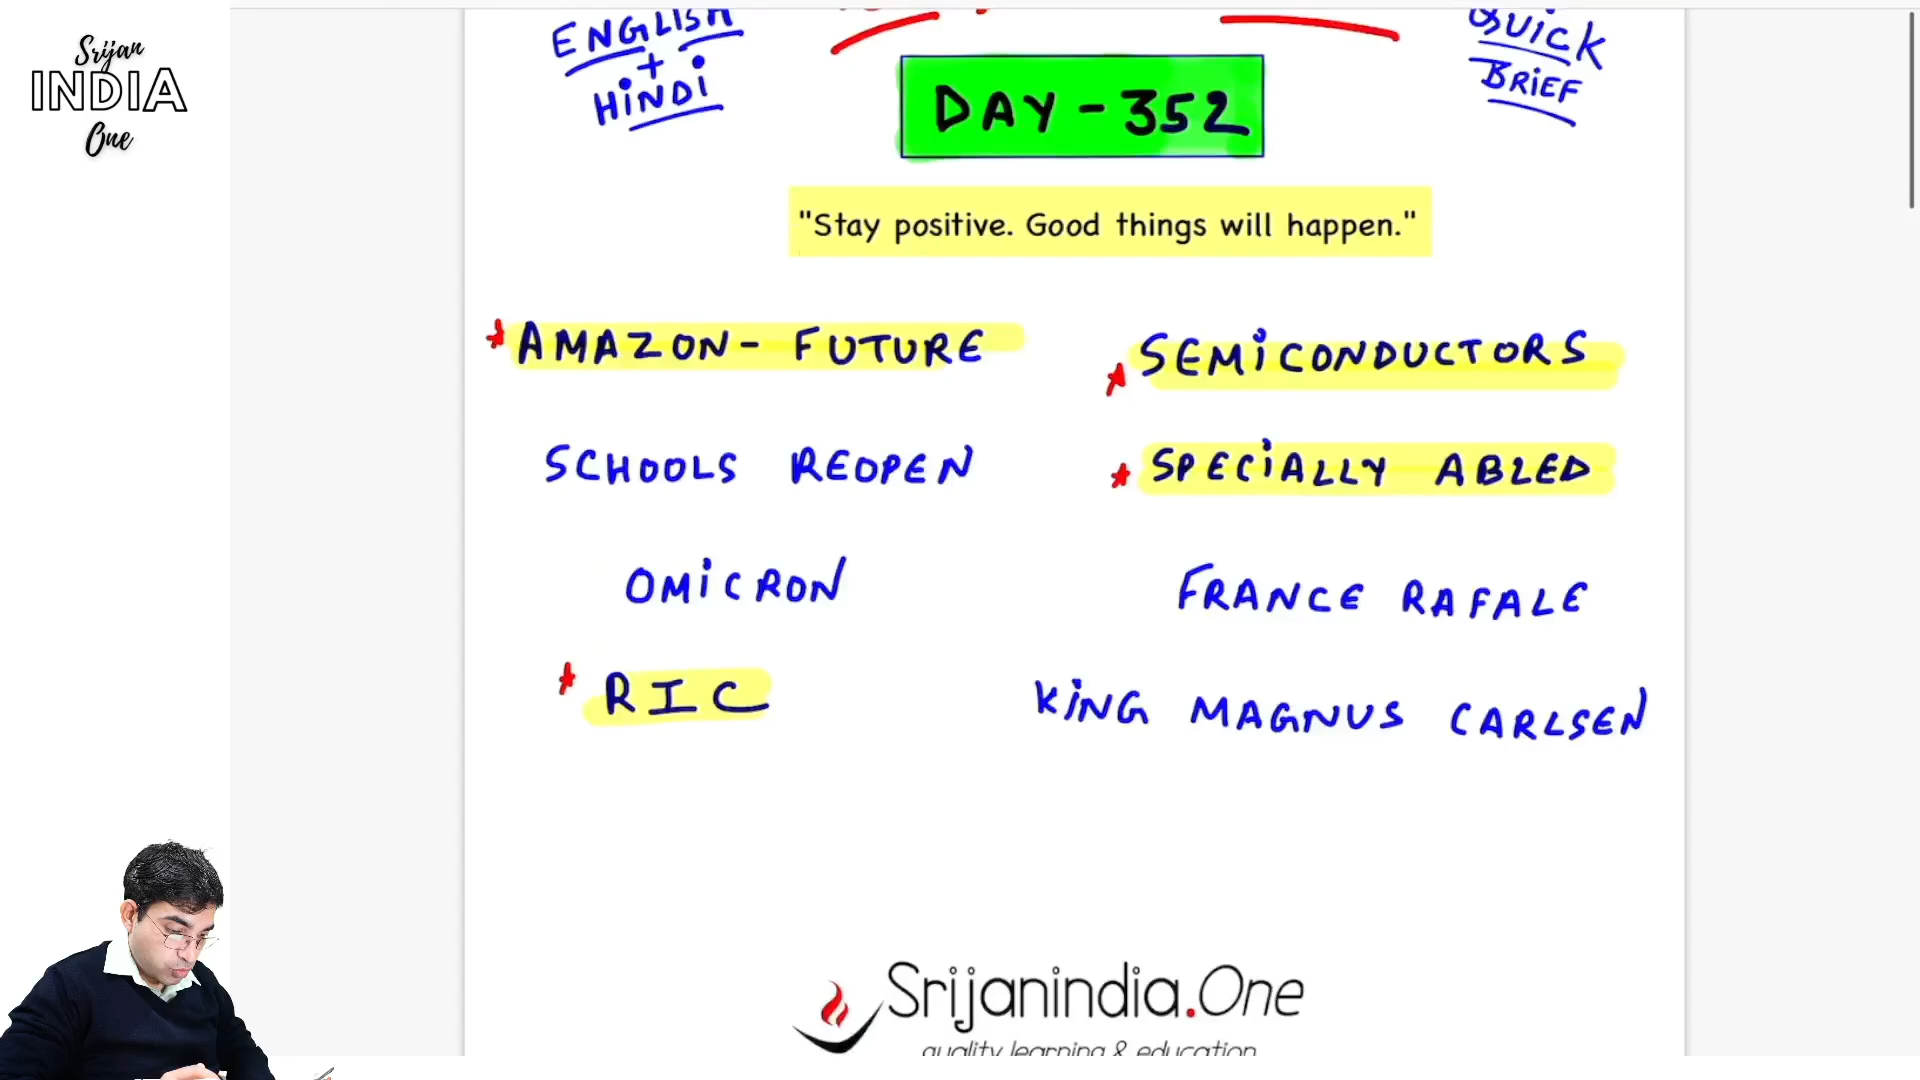 Srijan
INDIA
One
ENGLISH
+
HiNDi
QUiCK
BRiEF
DAY - 352
"Stay positive. Good things will happen."
AMAZON - FUTURE
SEMiCONDUCTORS
SCHOOLS REOPEN
SPECiALLY ABLED
OMiCRON
FRANCE RAFALE
RIC
KiNG MAGNUS CARLSEN
Srijanindia.One
quality learning & education